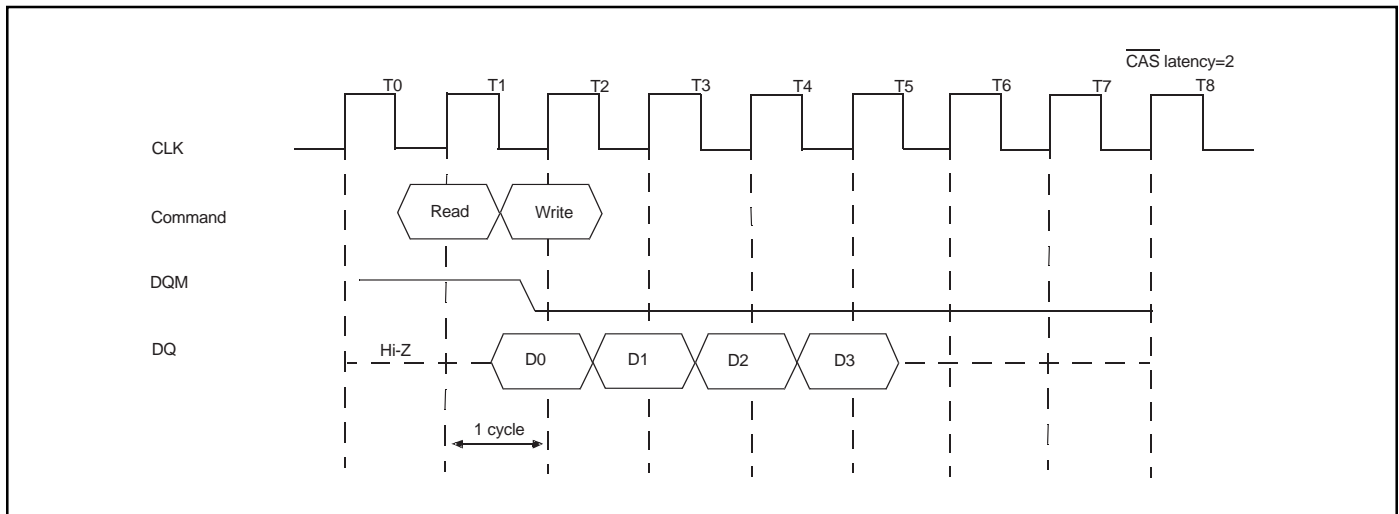 CAS latency=2
T0 T1 T2 T3 T4 T5 T6 T7 T8
CLK
Command Read Write
DQM
DQ Hi-Z D0 D1 D2 D3
1 cycle